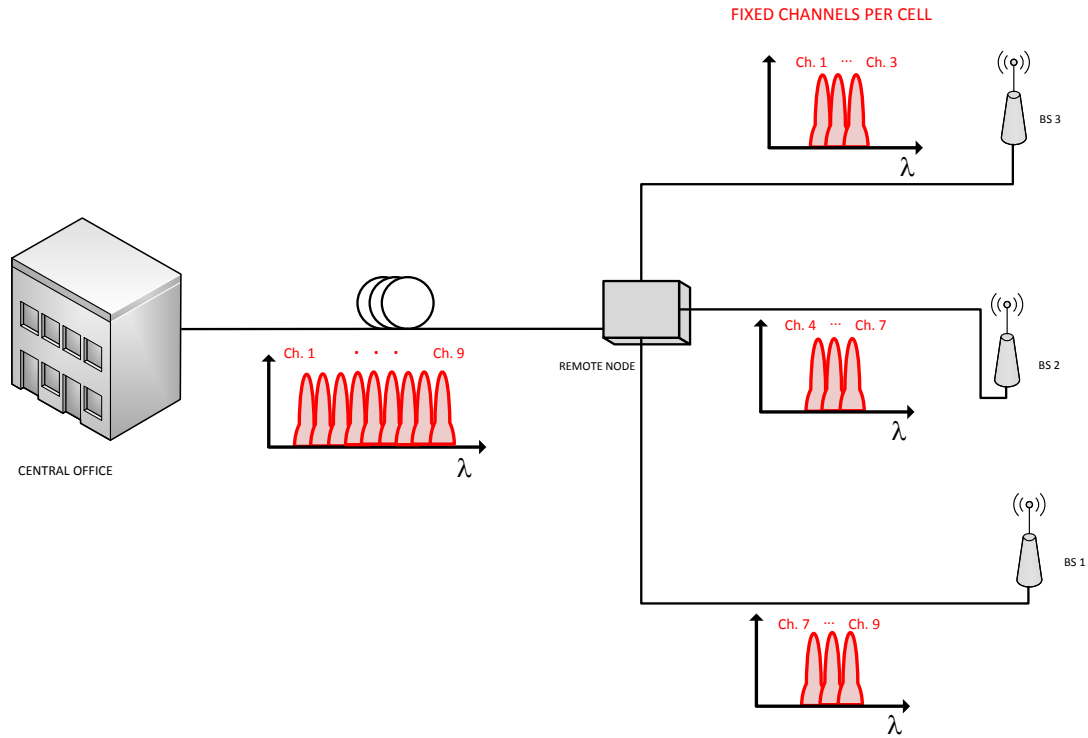 FIXED CHANNELS PER CELL
Ch. 1 ... Ch. 3
BS 3
λ
Ch. 4 ... Ch. 7
REMOTE NODE
BS 2
λ
Ch. 1 . . . Ch. 9
λ
CENTRAL OFFICE
BS 1
Ch. 7 ... Ch. 9
λ